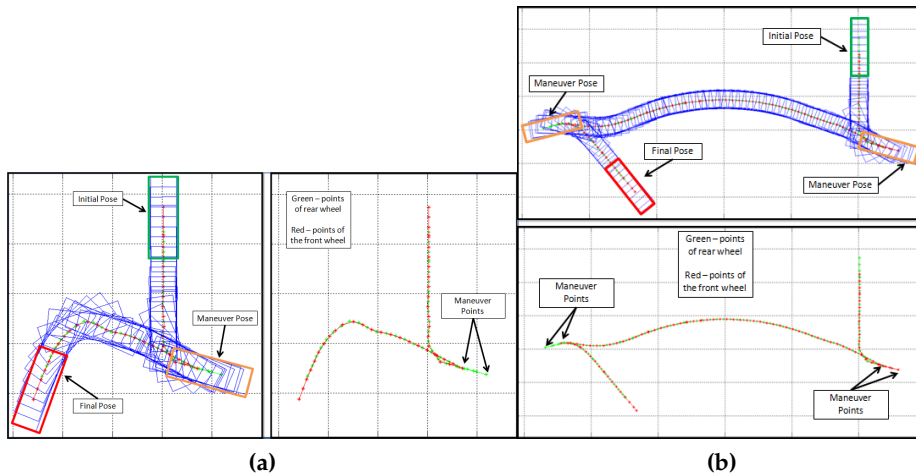 Initial Pose
Maneuver Pose
Final Pose
Green – points
of rear wheel
Red – points of
the front wheel
Maneuver
Points
(a)
Initial Pose
Maneuver Pose
Final Pose
Maneuver Pose
Green – points
of rear wheel
Red – points of
the front wheel
Maneuver
Points
Maneuver
Points
(b)